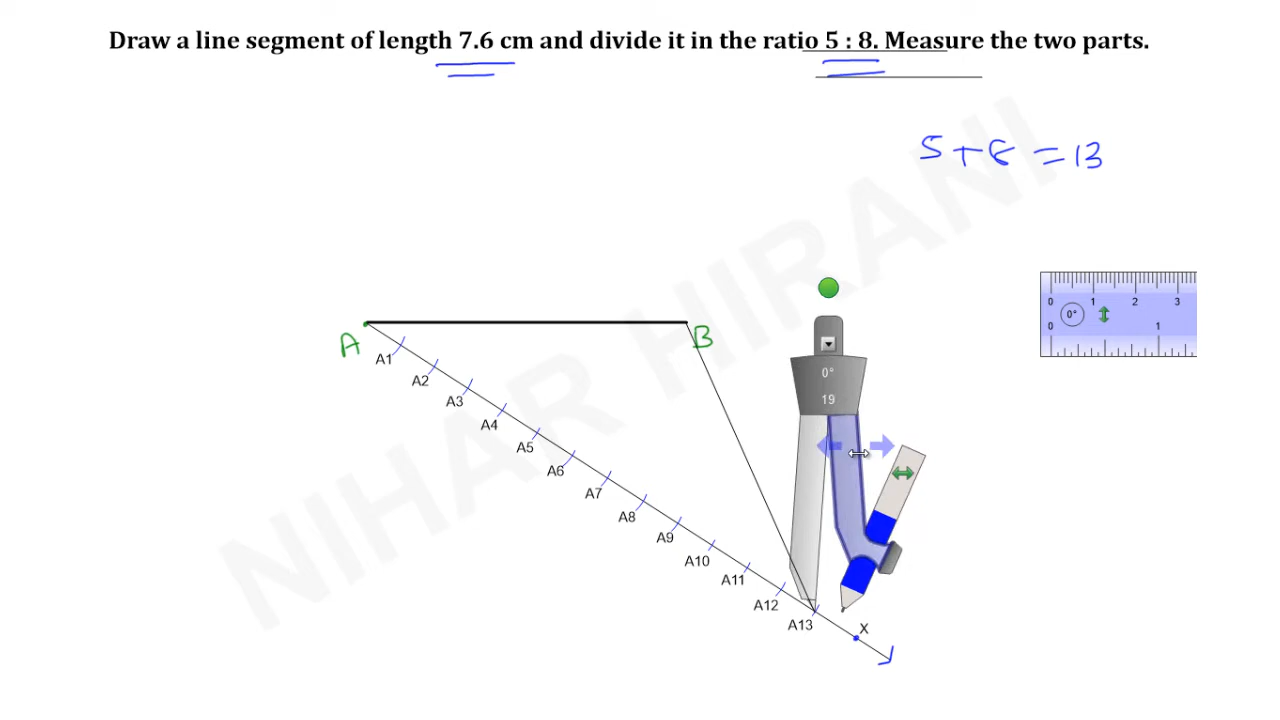 Draw a line segment of length 7.6 cm and divide it in the ratio 5 : 8. Measure the two parts.
5+8 = 13
NIHAR HIRANI
0 1 2 3
0°
0 1
0°
19
A
B
A1
A2
A3
A4
A5
A6
A7
A8
A9
A10
A11
A12
A13
X